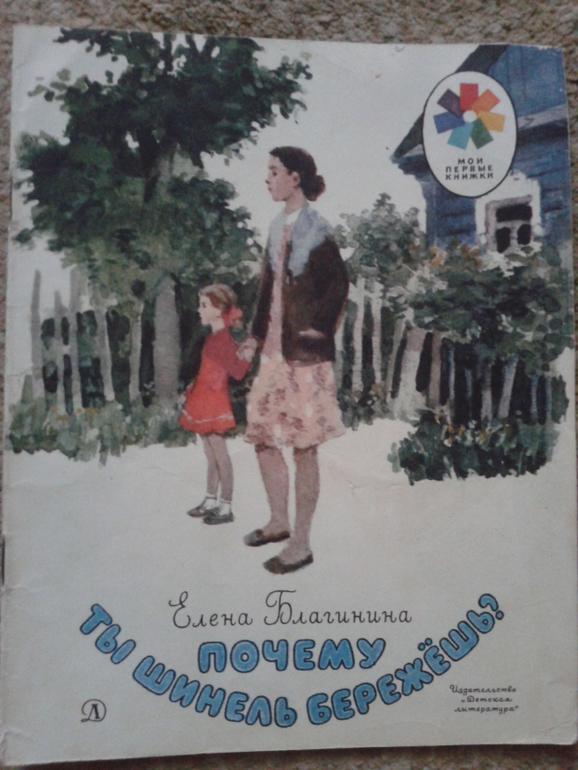 МОИ
ПЕРВЫЕ
КНИЖКИ
Елена Благинина
ПОЧЕМУ
ТЫ ШИНЕЛЬ БЕРЕЖЁШЬ?
Издательство
„Детская
литература"
Д